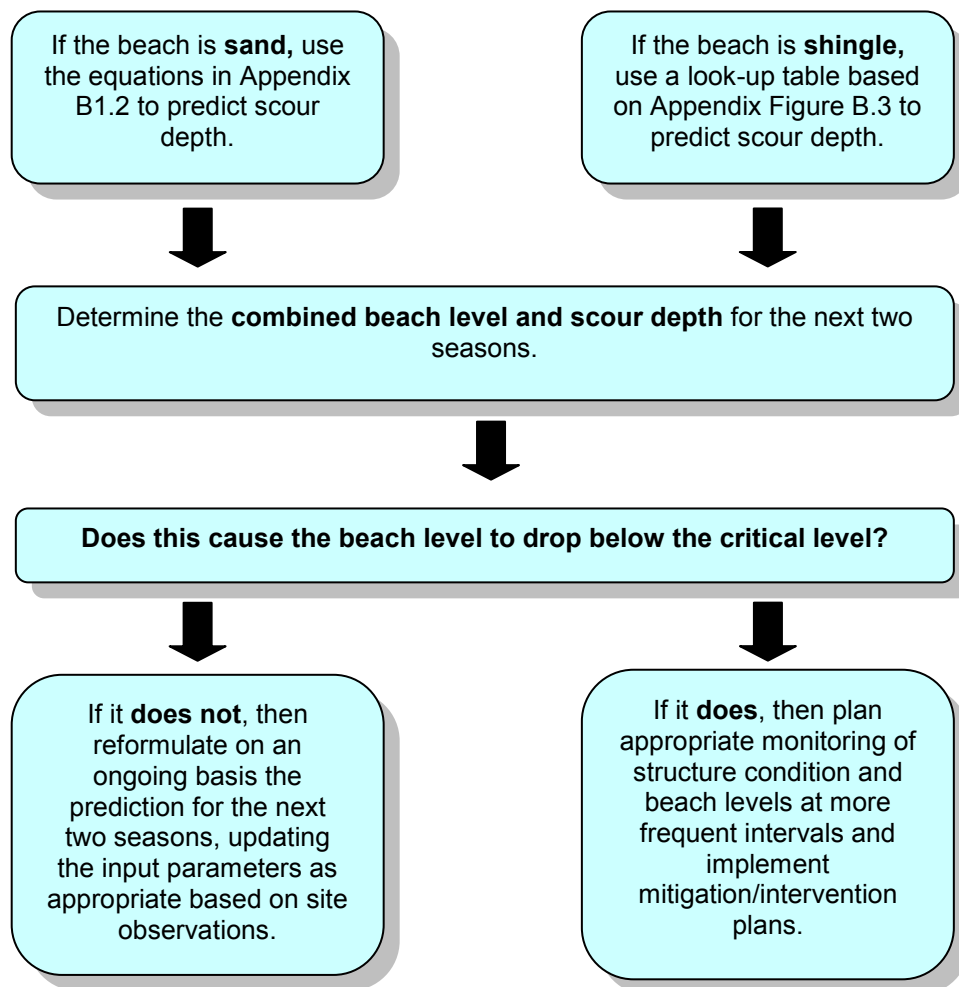 If the beach is sand, use
the equations in Appendix
B1.2 to predict scour
depth.
If the beach is shingle,
use a look-up table based
on Appendix Figure B.3 to
predict scour depth.
Determine the combined beach level and scour depth for the next two
seasons.
Does this cause the beach level to drop below the critical level?
If it does not, then
reformulate on an
ongoing basis the
prediction for the next
two seasons, updating
the input parameters as
appropriate based on site
observations.
If it does, then plan
appropriate monitoring of
structure condition and
beach levels at more
frequent intervals and
implement
mitigation/intervention
plans.